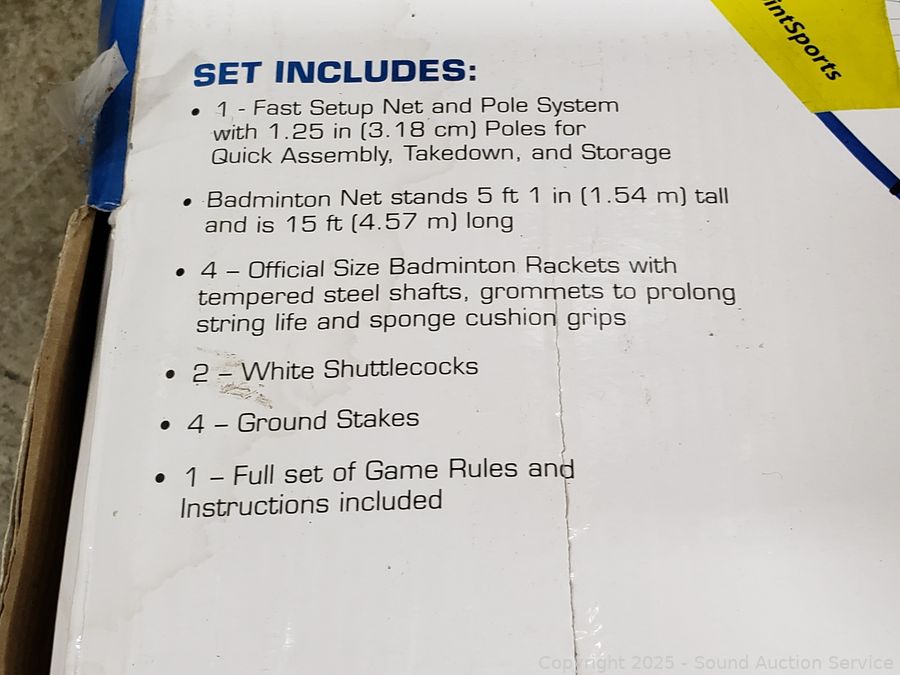 intSports
SET INCLUDES:
• 1 - Fast Setup Net and Pole System
with 1.25 in (3.18 cm) Poles for
Quick Assembly, Takedown, and Storage
• Badminton Net stands 5 ft 1 in (1.54 m) tall
and is 15 ft (4.57 m) long
• 4 – Official Size Badminton Rackets with
tempered steel shafts, grommets to prolong
string life and sponge cushion grips
• 2 – White Shuttlecocks
• 4 – Ground Stakes
• 1 – Full set of Game Rules and
Instructions included
Copyright 2025 - Sound Auction Service